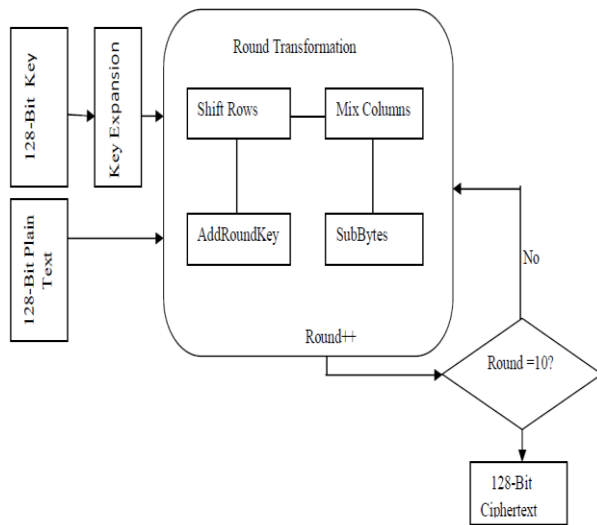 128-Bit Key
Key Expansion
128-Bit Plain
Text
Round Transformation
Shift Rows
Mix Columns
AddRoundKey
SubBytes
Round++
No
Round =10?
128-Bit
Ciphertext